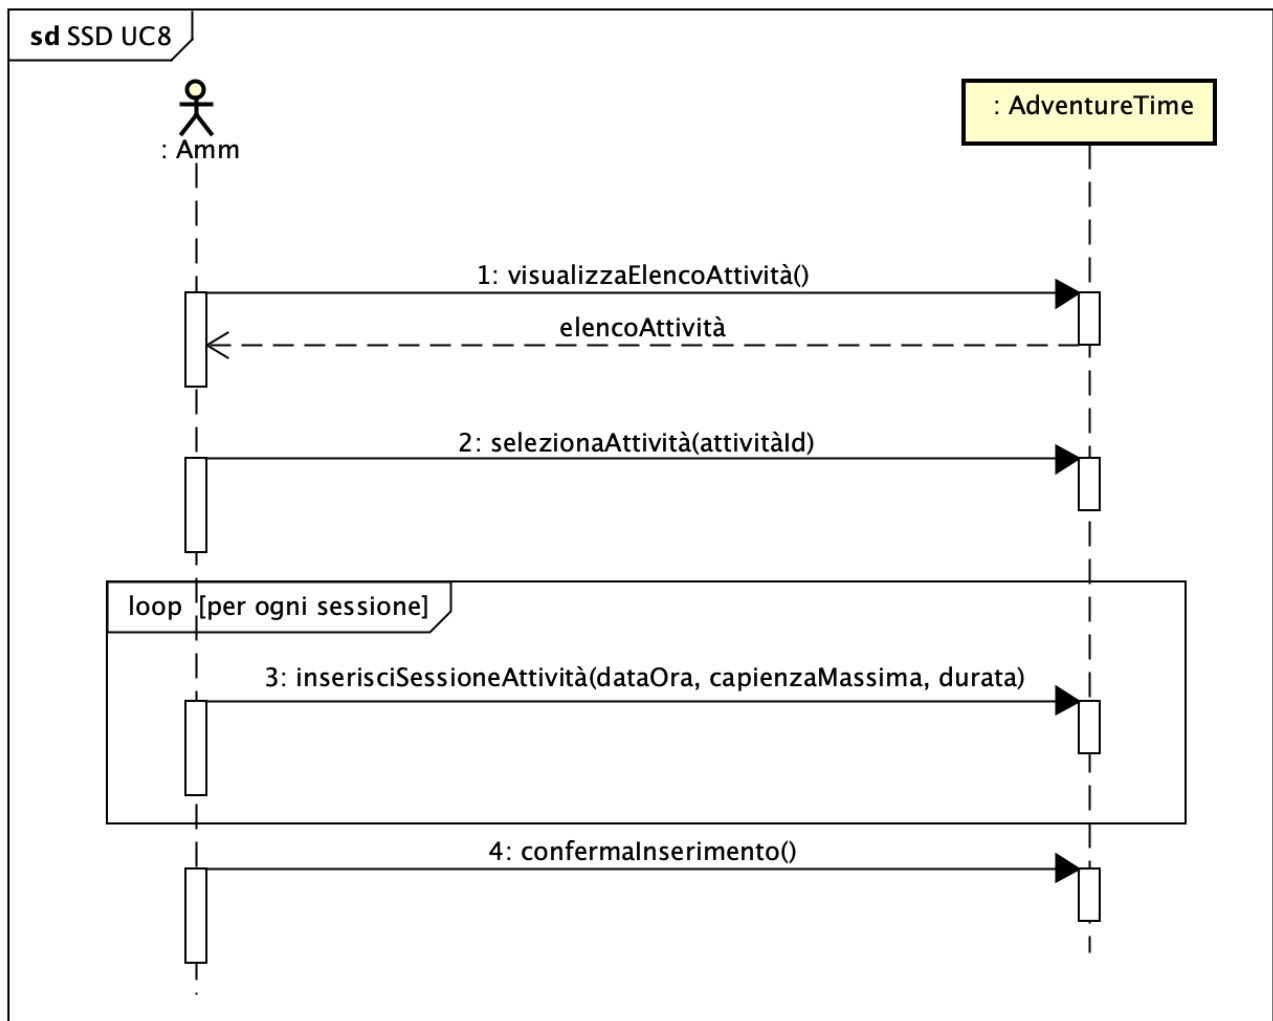 sd SSD UC8
: Amm
: AdventureTime
1: visualizzaElencoAttività()
elencoAttività
2: selezionaAttività(attivitàId)
loop [per ogni sessione]
3: inserisciSessioneAttività(dataOra, capienzaMassima, durata)
4: confermaInserimento()